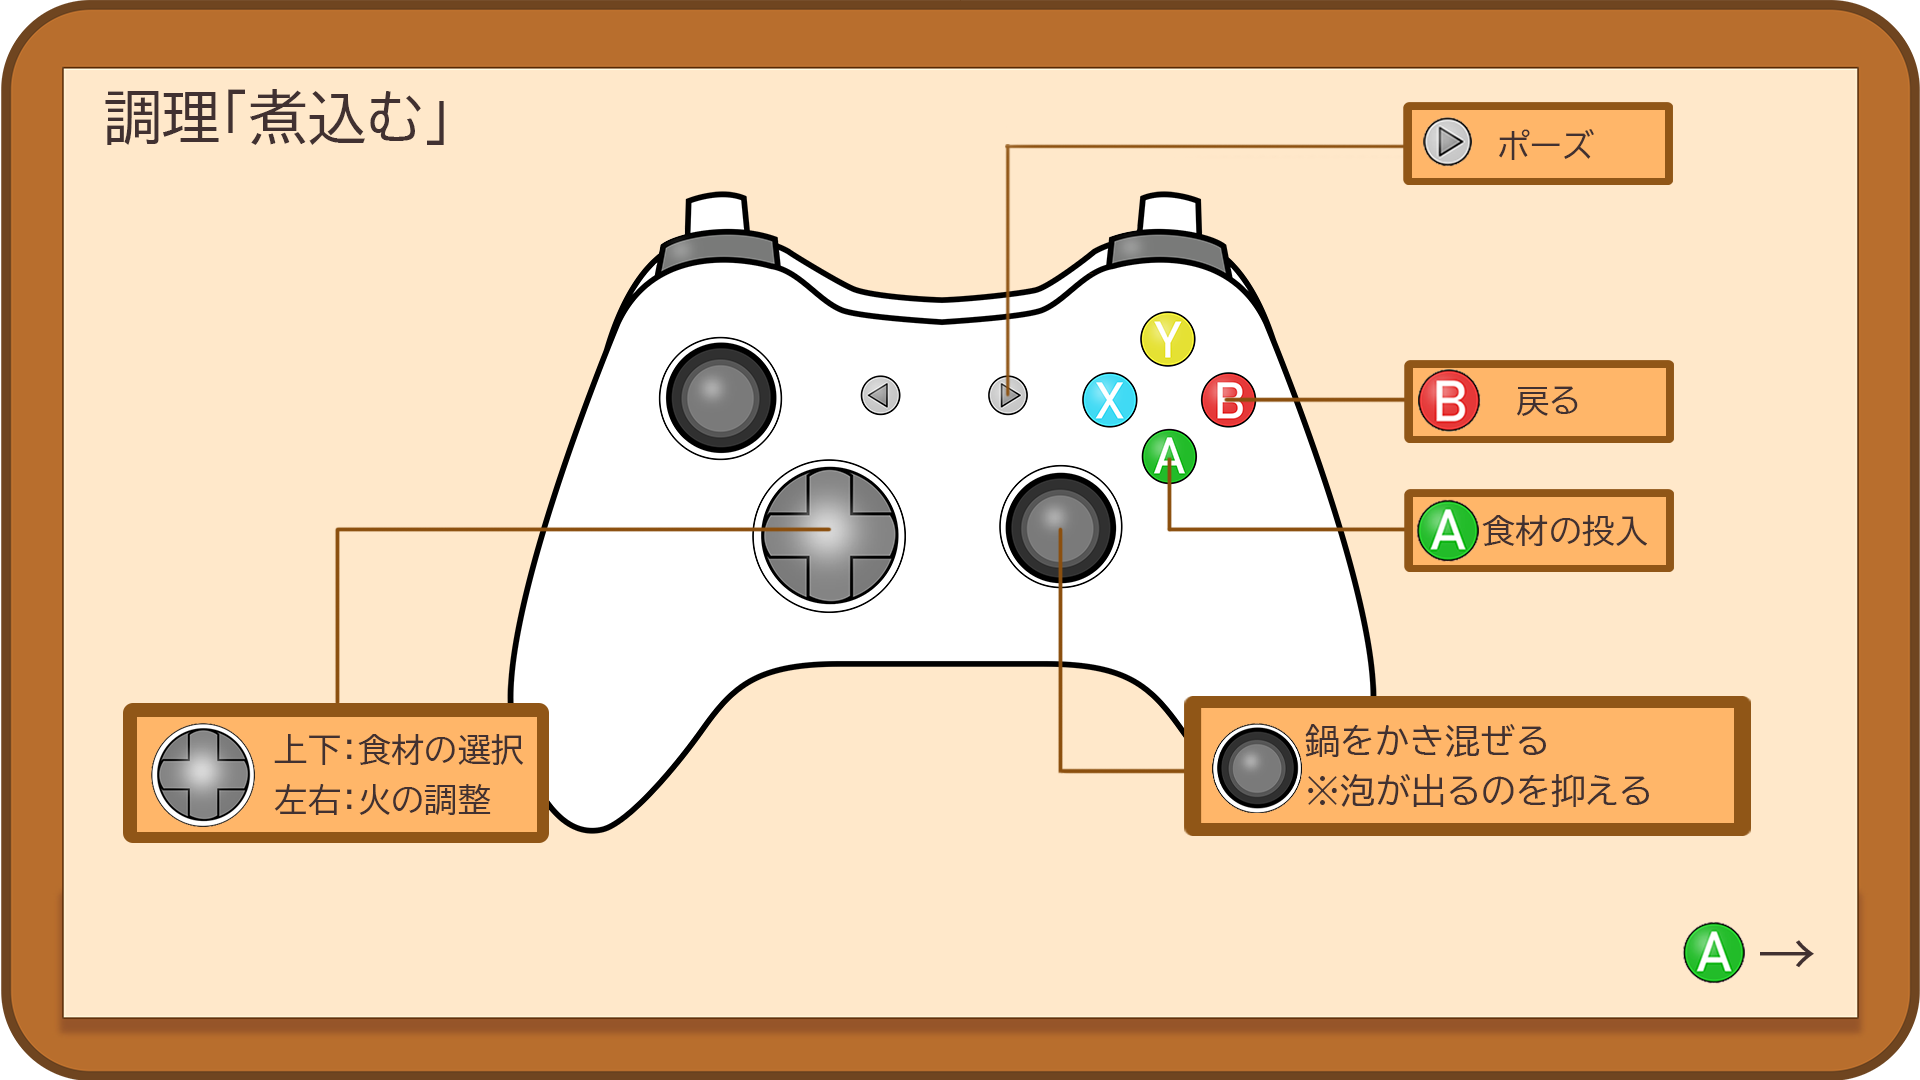 調理「煮込む」
ポーズ
Y
X
B
A
B 戻る
A 食材の投入
上下：食材の選択
左右：火の調整
鍋をかき混ぜる
※泡が出るのを抑える
A →